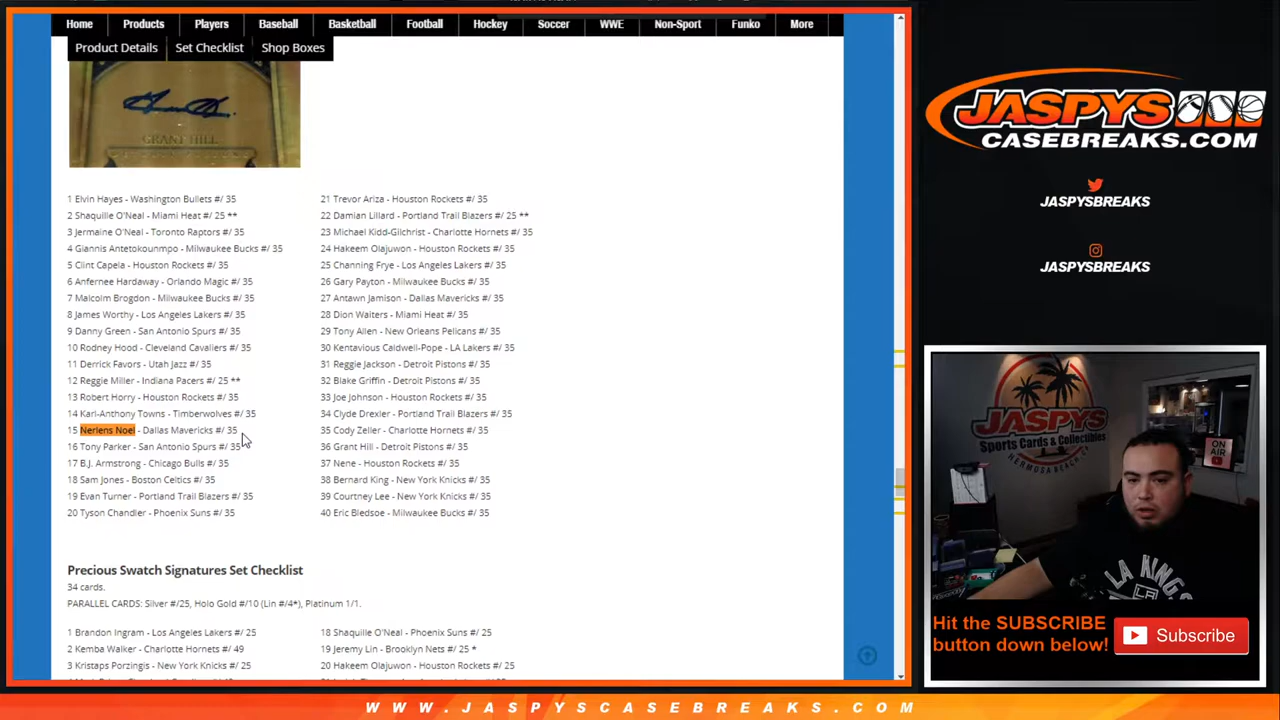 Home Products Players Baseball Basketball Football Hockey Soccer WWE Non-Sport Funko More
Product Details Set Checklist Shop Boxes
GRANT HILL
1 Elvin Hayes - Washington Bullets #/ 35
2 Shaquille O'Neal - Miami Heat #/ 25 **
3 Jermaine O'Neal - Toronto Raptors #/ 35
4 Giannis Antetokounmpo - Milwaukee Bucks #/ 35
5 Clint Capela - Houston Rockets #/ 35
6 Anfernee Hardaway - Orlando Magic #/ 35
7 Malcolm Brogdon - Milwaukee Bucks #/ 35
8 James Worthy - Los Angeles Lakers #/ 35
9 Danny Green - San Antonio Spurs #/ 35
10 Rodney Hood - Cleveland Cavaliers #/ 35
11 Derrick Favors - Utah Jazz #/ 35
12 Reggie Miller - Indiana Pacers #/ 25 **
13 Robert Horry - Houston Rockets #/ 35
14 Karl-Anthony Towns - Timberwolves #/ 35
15 Nerlens Noel - Dallas Mavericks #/ 35
16 Tony Parker - San Antonio Spurs #/ 35
17 B.J. Armstrong - Chicago Bulls #/ 35
18 Sam Jones - Boston Celtics #/ 35
19 Evan Turner - Portland Trail Blazers #/ 35
20 Tyson Chandler - Phoenix Suns #/ 35
21 Trevor Ariza - Houston Rockets #/ 35
22 Damian Lillard - Portland Trail Blazers #/ 25 **
23 Michael Kidd-Gilchrist - Charlotte Hornets #/ 35
24 Hakeem Olajuwon - Houston Rockets #/ 35
25 Channing Frye - Los Angeles Lakers #/ 35
26 Gary Payton - Milwaukee Bucks #/ 35
27 Antawn Jamison - Dallas Mavericks #/ 35
28 Dion Waiters - Miami Heat #/ 35
29 Tony Allen - New Orleans Pelicans #/ 35
30 Kentavious Caldwell-Pope - LA Lakers #/ 35
31 Reggie Jackson - Detroit Pistons #/ 35
32 Blake Griffin - Detroit Pistons #/ 35
33 Joe Johnson - Houston Rockets #/ 35
34 Clyde Drexler - Portland Trail Blazers #/ 35
35 Cody Zeller - Charlotte Hornets #/ 35
36 Grant Hill - Detroit Pistons #/ 35
37 Nene - Houston Rockets #/ 35
38 Bernard King - New York Knicks #/ 35
39 Courtney Lee - New York Knicks #/ 35
40 Eric Bledsoe - Milwaukee Bucks #/ 35
Precious Swatch Signatures Set Checklist
34 cards.
PARALLEL CARDS: Silver #/25, Holo Gold #/10 (Lin #/4*), Platinum 1/1.
1 Brandon Ingram - Los Angeles Lakers #/ 25
2 Kemba Walker - Charlotte Hornets #/ 49
3 Kristaps Porzingis - New York Knicks #/ 25
18 Shaquille O'Neal - Phoenix Suns #/ 25
19 Jeremy Lin - Brooklyn Nets #/ 25 *
20 Hakeem Olajuwon - Houston Rockets #/ 25
JASPYS
CASEBREAKS.COM
JASPYSBREAKS
JASPYSBREAKS
JASPYS
Sports Cards & Collectibles
HERMOSA BEACH
ON AIR
LA KINGS
LA
Hit the SUBSCRIBE
button down below!
Subscribe
WWW.JASPYSCASEBREAKS.COM